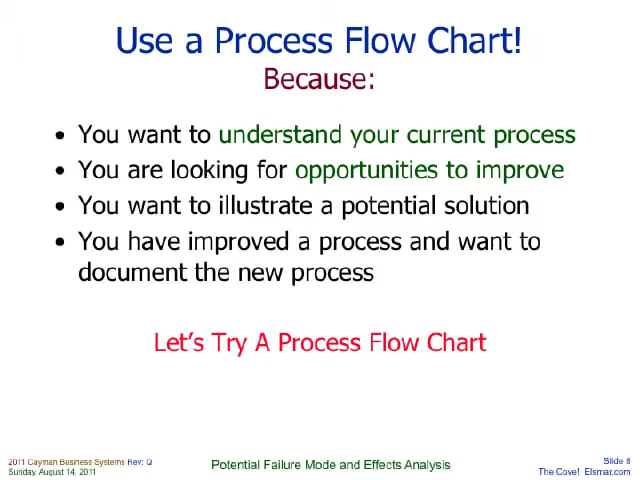 Use a Process Flow Chart!
Because:
• You want to understand your current process
• You are looking for opportunities to improve
• You want to illustrate a potential solution
• You have improved a process and want to
document the new process
Let's Try A Process Flow Chart
2011 Cayman Business Systems Rev: Q
Sunday, August 14, 2011
Potential Failure Mode and Effects Analysis
Slide 8
The Cove! Elsmar.com